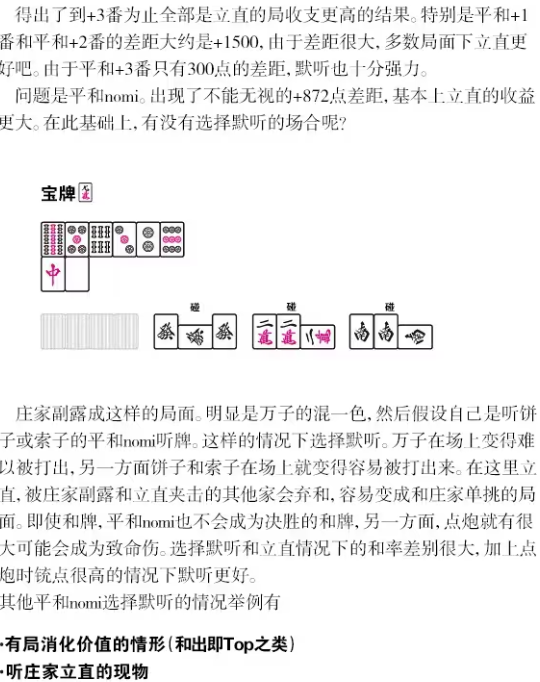 得出了到+3番为止全部是立直的局收支更高的结果。特别是平和+1
番和平和+2番的差距大约是+1500，由于差距很大，多数局面下立直更
好吧。由于平和+3番只有300点的差距，默听也十分强力。
问题是平和nomi。出现了不能无视的+872点差距，基本上立直的收益
更大。在此基础上，有没有选择默听的场合呢？
宝牌
中
碰 碰 碰
發 發 發 二萬 二萬 二萬 南 南 南
庄家副露成这样的局面。明显是万子的混一色，然后假设自己是听饼
子或索子的平和nomi听牌。这样的情况下选择默听。万子在场上变得难
以被打出，另一方面饼子和索子在场上就变得容易被打出来。在这里立
直，被庄家副露和立直夹击的其他家会弃和，容易变成和庄家单挑的局
面。即使和牌，平和nomi也不会成为决胜的和牌，另一方面，点炮就有很
大可能会成为致命伤。选择默听和立直情况下的和率差别很大，加上点
炮时铳点很高的情况下默听更好。
其他平和nomi选择默听的情况举例有
·有局消化价值的情形（和出即Top之类）
·听庄家立直的现物